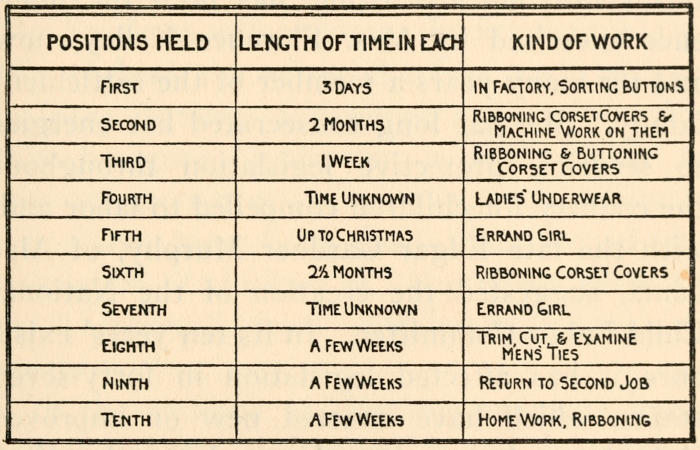 POSITIONS HELD LENGTH OF TIME IN EACH KIND OF WORK
FIRST 3 DAYS IN FACTORY, SORTING BUTTONS
SECOND 2 MONTHS RIBBONING CORSET COVERS &
MACHINE WORK ON THEM
THIRD 1 WEEK RIBBONING & BUTTONING
CORSET COVERS
FOURTH TIME UNKNOWN LADIES' UNDERWEAR
FIFTH UP TO CHRISTMAS ERRAND GIRL
SIXTH 2½ MONTHS RIBBONING CORSET COVERS
SEVENTH TIME UNKNOWN ERRAND GIRL
EIGHTH A FEW WEEKS TRIM, CUT, & EXAMINE
MENS' TIES
NINTH A FEW WEEKS RETURN TO SECOND JOB
TENTH A FEW WEEKS HOME WORK, RIBBONING